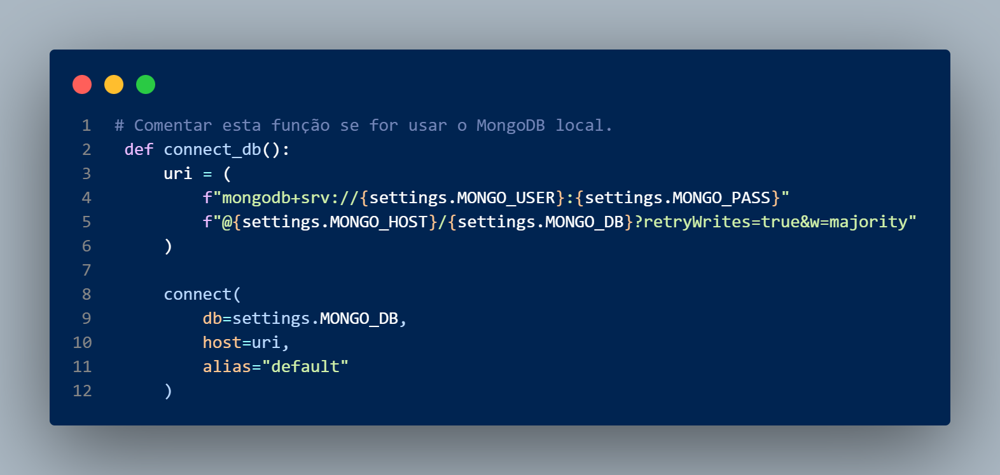 1 # Comentar esta função se for usar o MongoDB local.
2 def connect_db():
3 uri = (
4 f"mongodb+srv://{settings.MONGO_USER}:{settings.MONGO_PASS}"
5 f"@{settings.MONGO_HOST}/{settings.MONGO_DB}?retryWrites=true&w=majority"
6 )
7
8 connect(
9 db=settings.MONGO_DB,
10 host=uri,
11 alias="default"
12 )